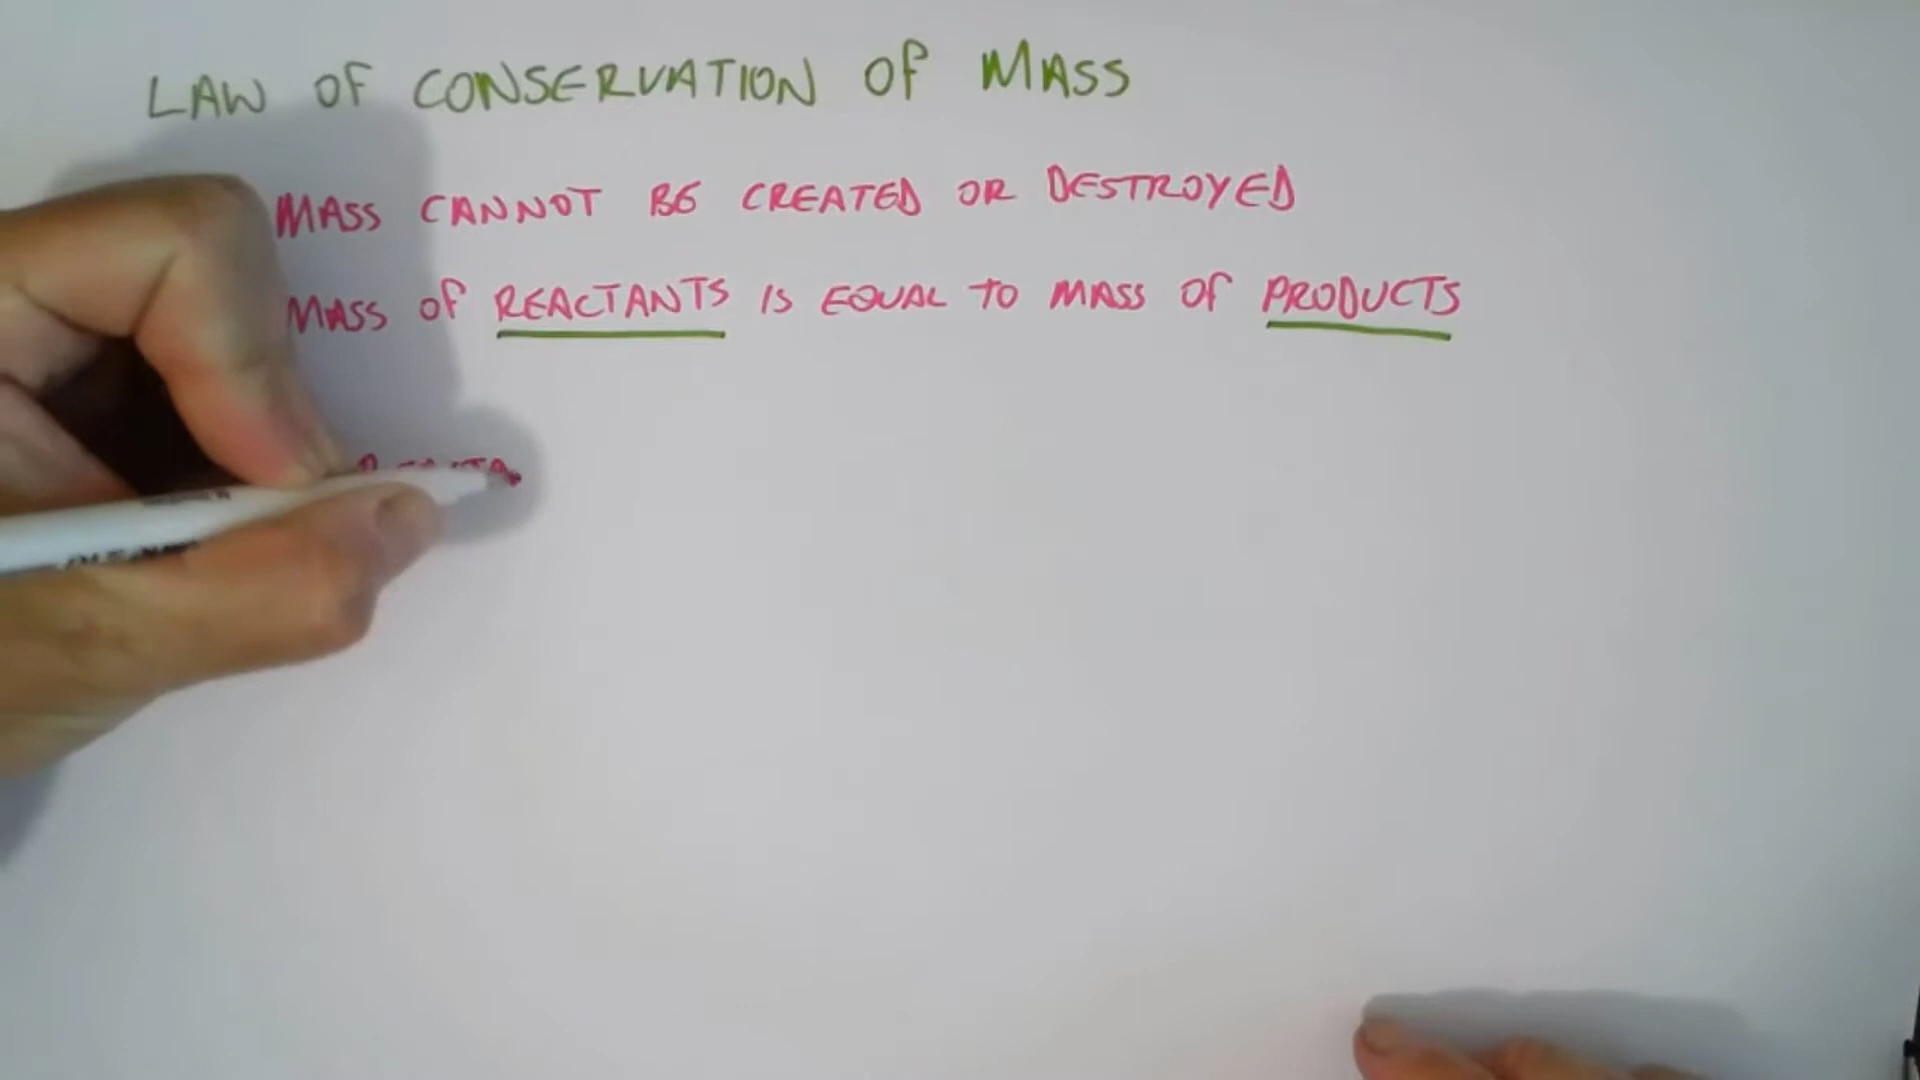 LAW OF CONSERVATION OF MASS
MASS CANNOT BE CREATED OR DESTROYED
MASS OF REACTANTS IS EQUAL TO MASS OF PRODUCTS